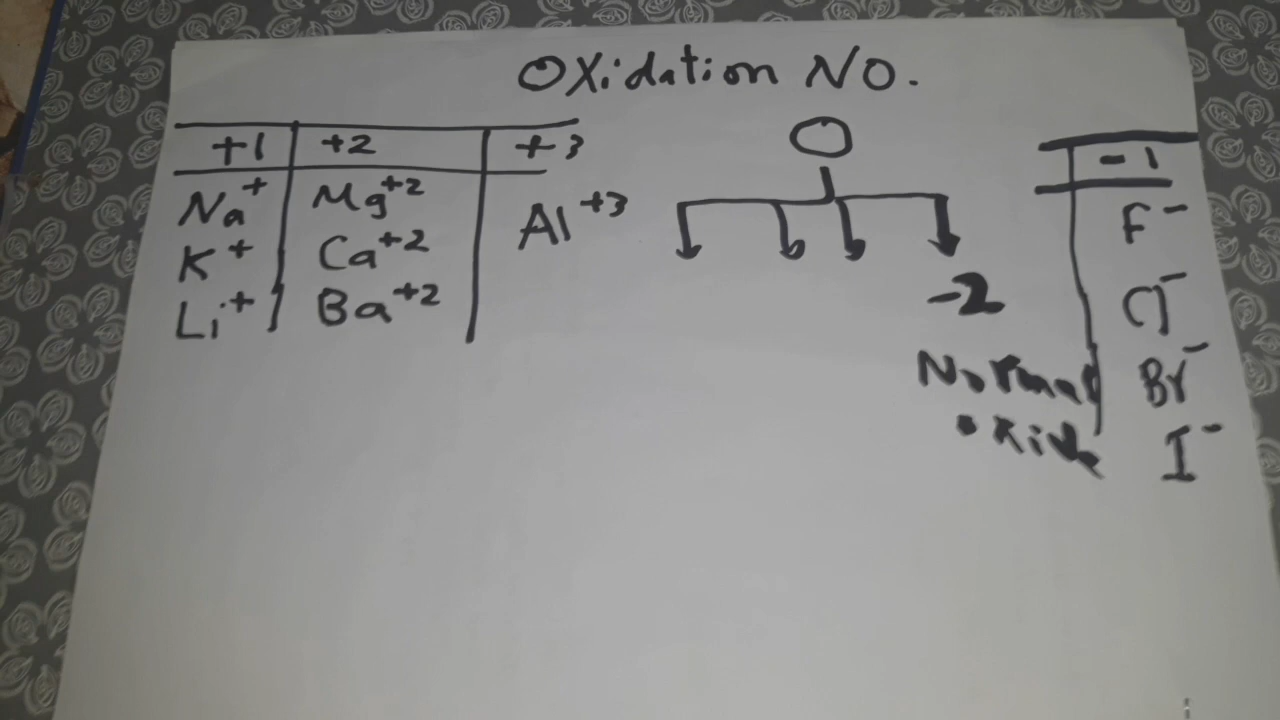 Oxidation NO.
+1 +2 +3
Na+ Mg+2 Al+3
K+ Ca+2
Li+ Ba+2
O
-2
Normal
oxide
-1
F-
Cl-
Br-
I-